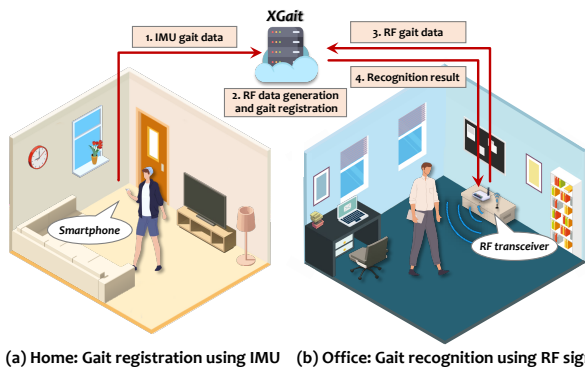 XGait
1. IMU gait data
3. RF gait data
2. RF data generation
and gait registration
4. Recognition result
Smartphone
RF transceiver
(a) Home: Gait registration using IMU
(b) Office: Gait recognition using RF sig